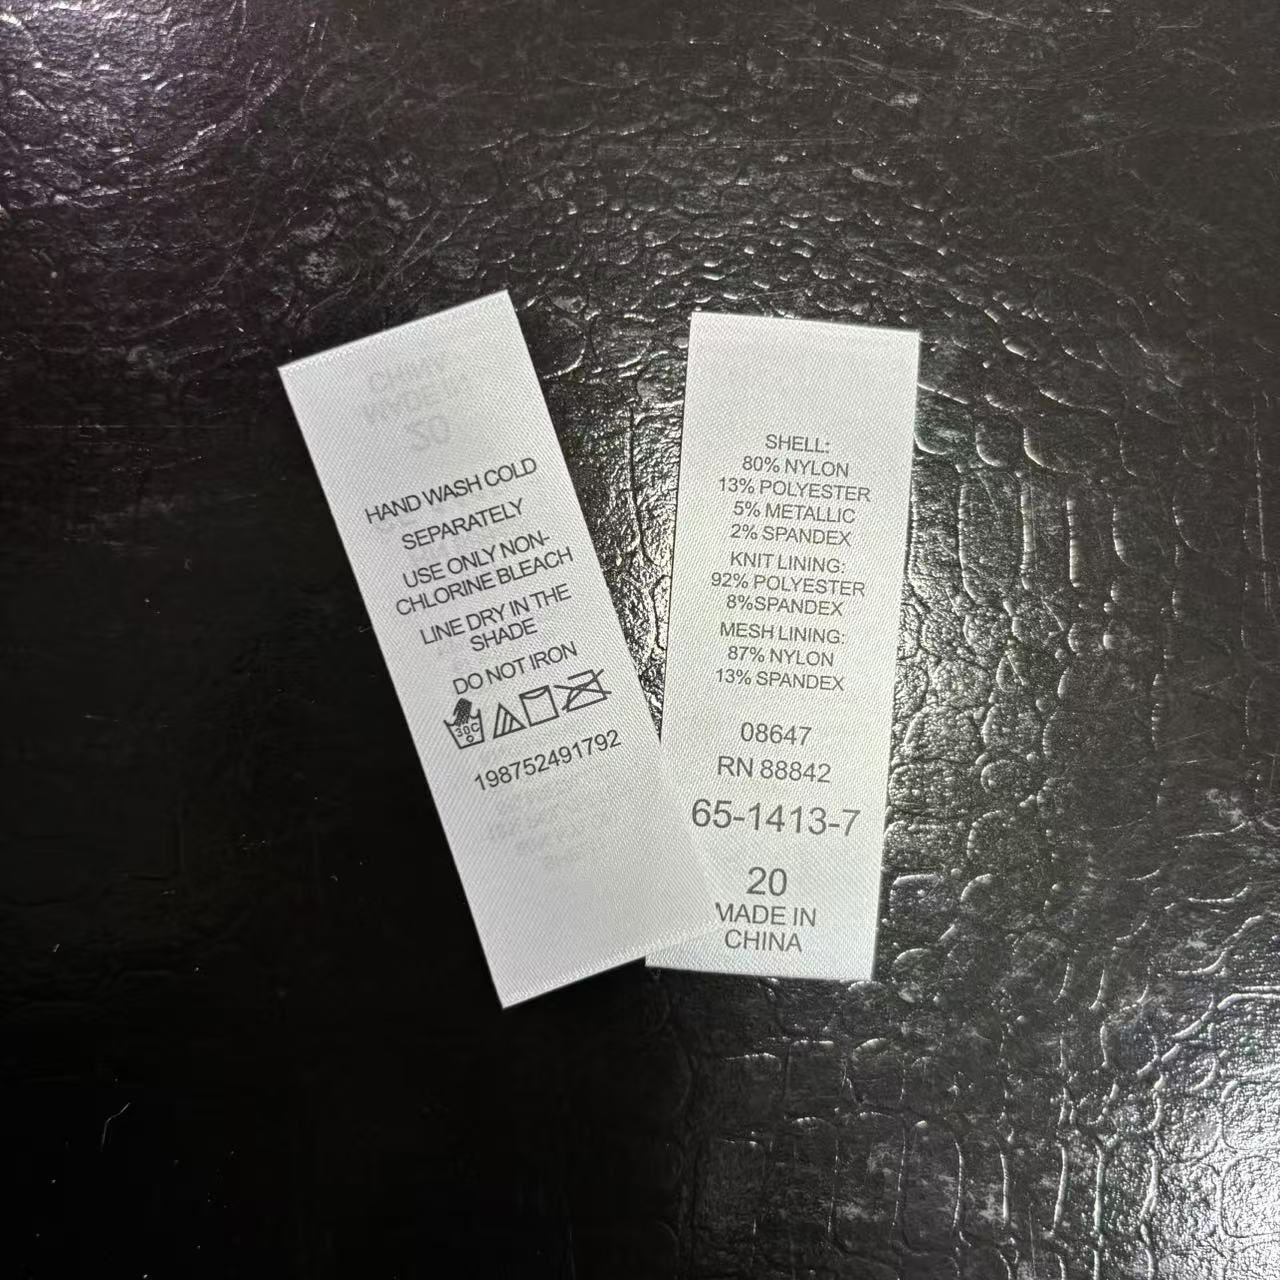 HAND WASH COLD
SEPARATELY
USE ONLY NON-
CHLORINE BLEACH
LINE DRY IN THE
SHADE
DO NOT IRON
30C
198752491792
SHELL:
80% NYLON
13% POLYESTER
5% METALLIC
2% SPANDEX
KNIT LINING:
92% POLYESTER
8%SPANDEX
MESH LINING:
87% NYLON
13% SPANDEX
08647
RN 88842
65-1413-7
20
MADE IN
CHINA